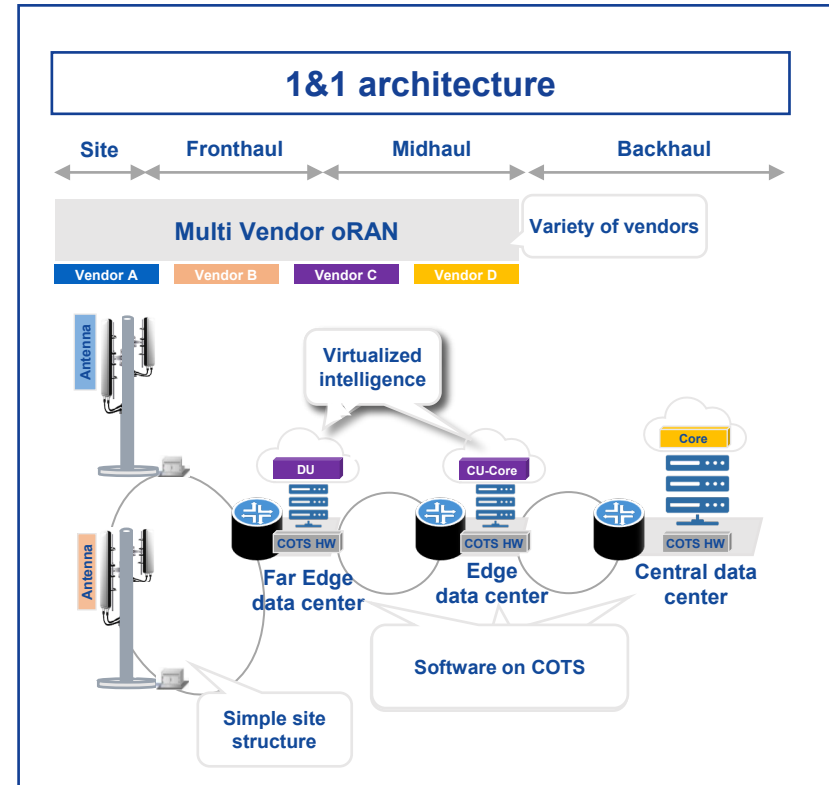 1&1 architecture
Site
Fronthaul
Midhaul
Backhaul
Multi Vendor oRAN
Variety of vendors
Vendor A
Vendor B
Vendor C
Vendor D
Antenna
Virtualized
intelligence
Core
DU
CU-Core
COTS HW
COTS HW
COTS HW
Far Edge
data center
Edge
data center
Central data
center
Antenna
Software on COTS
Simple site
structure